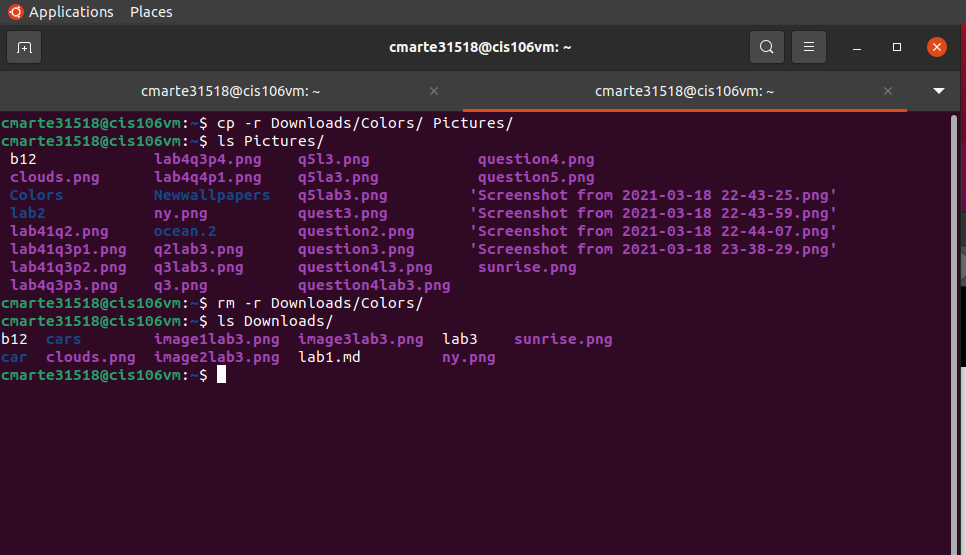 Applications Places
cmarte31518@cis106vm: ~
cmarte31518@cis106vm: ~ cmarte31518@cis106vm: ~
cmarte31518@cis106vm:~$ cp -r Downloads/Colors/ Pictures/
cmarte31518@cis106vm:~$ ls Pictures/
b12 lab4q3p4.png q5l3.png question4.png
clouds.png lab4q4p1.png q5la3.png question5.png
Colors Newwallpapers q5lab3.png 'Screenshot from 2021-03-18 22-43-25.png'
lab2 ny.png quest3.png 'Screenshot from 2021-03-18 22-43-59.png'
lab41q2.png ocean.2 question2.png 'Screenshot from 2021-03-18 22-44-07.png'
lab41q3p1.png q2lab3.png question3.png 'Screenshot from 2021-03-18 23-38-29.png'
lab41q3p2.png q3lab3.png question4l3.png sunrise.png
lab4q3p3.png q3.png question4lab3.png
cmarte31518@cis106vm:~$ rm -r Downloads/Colors/
cmarte31518@cis106vm:~$ ls Downloads/
b12 cars image1lab3.png image3lab3.png lab3 sunrise.png
car clouds.png image2lab3.png lab1.md ny.png
cmarte31518@cis106vm:~$